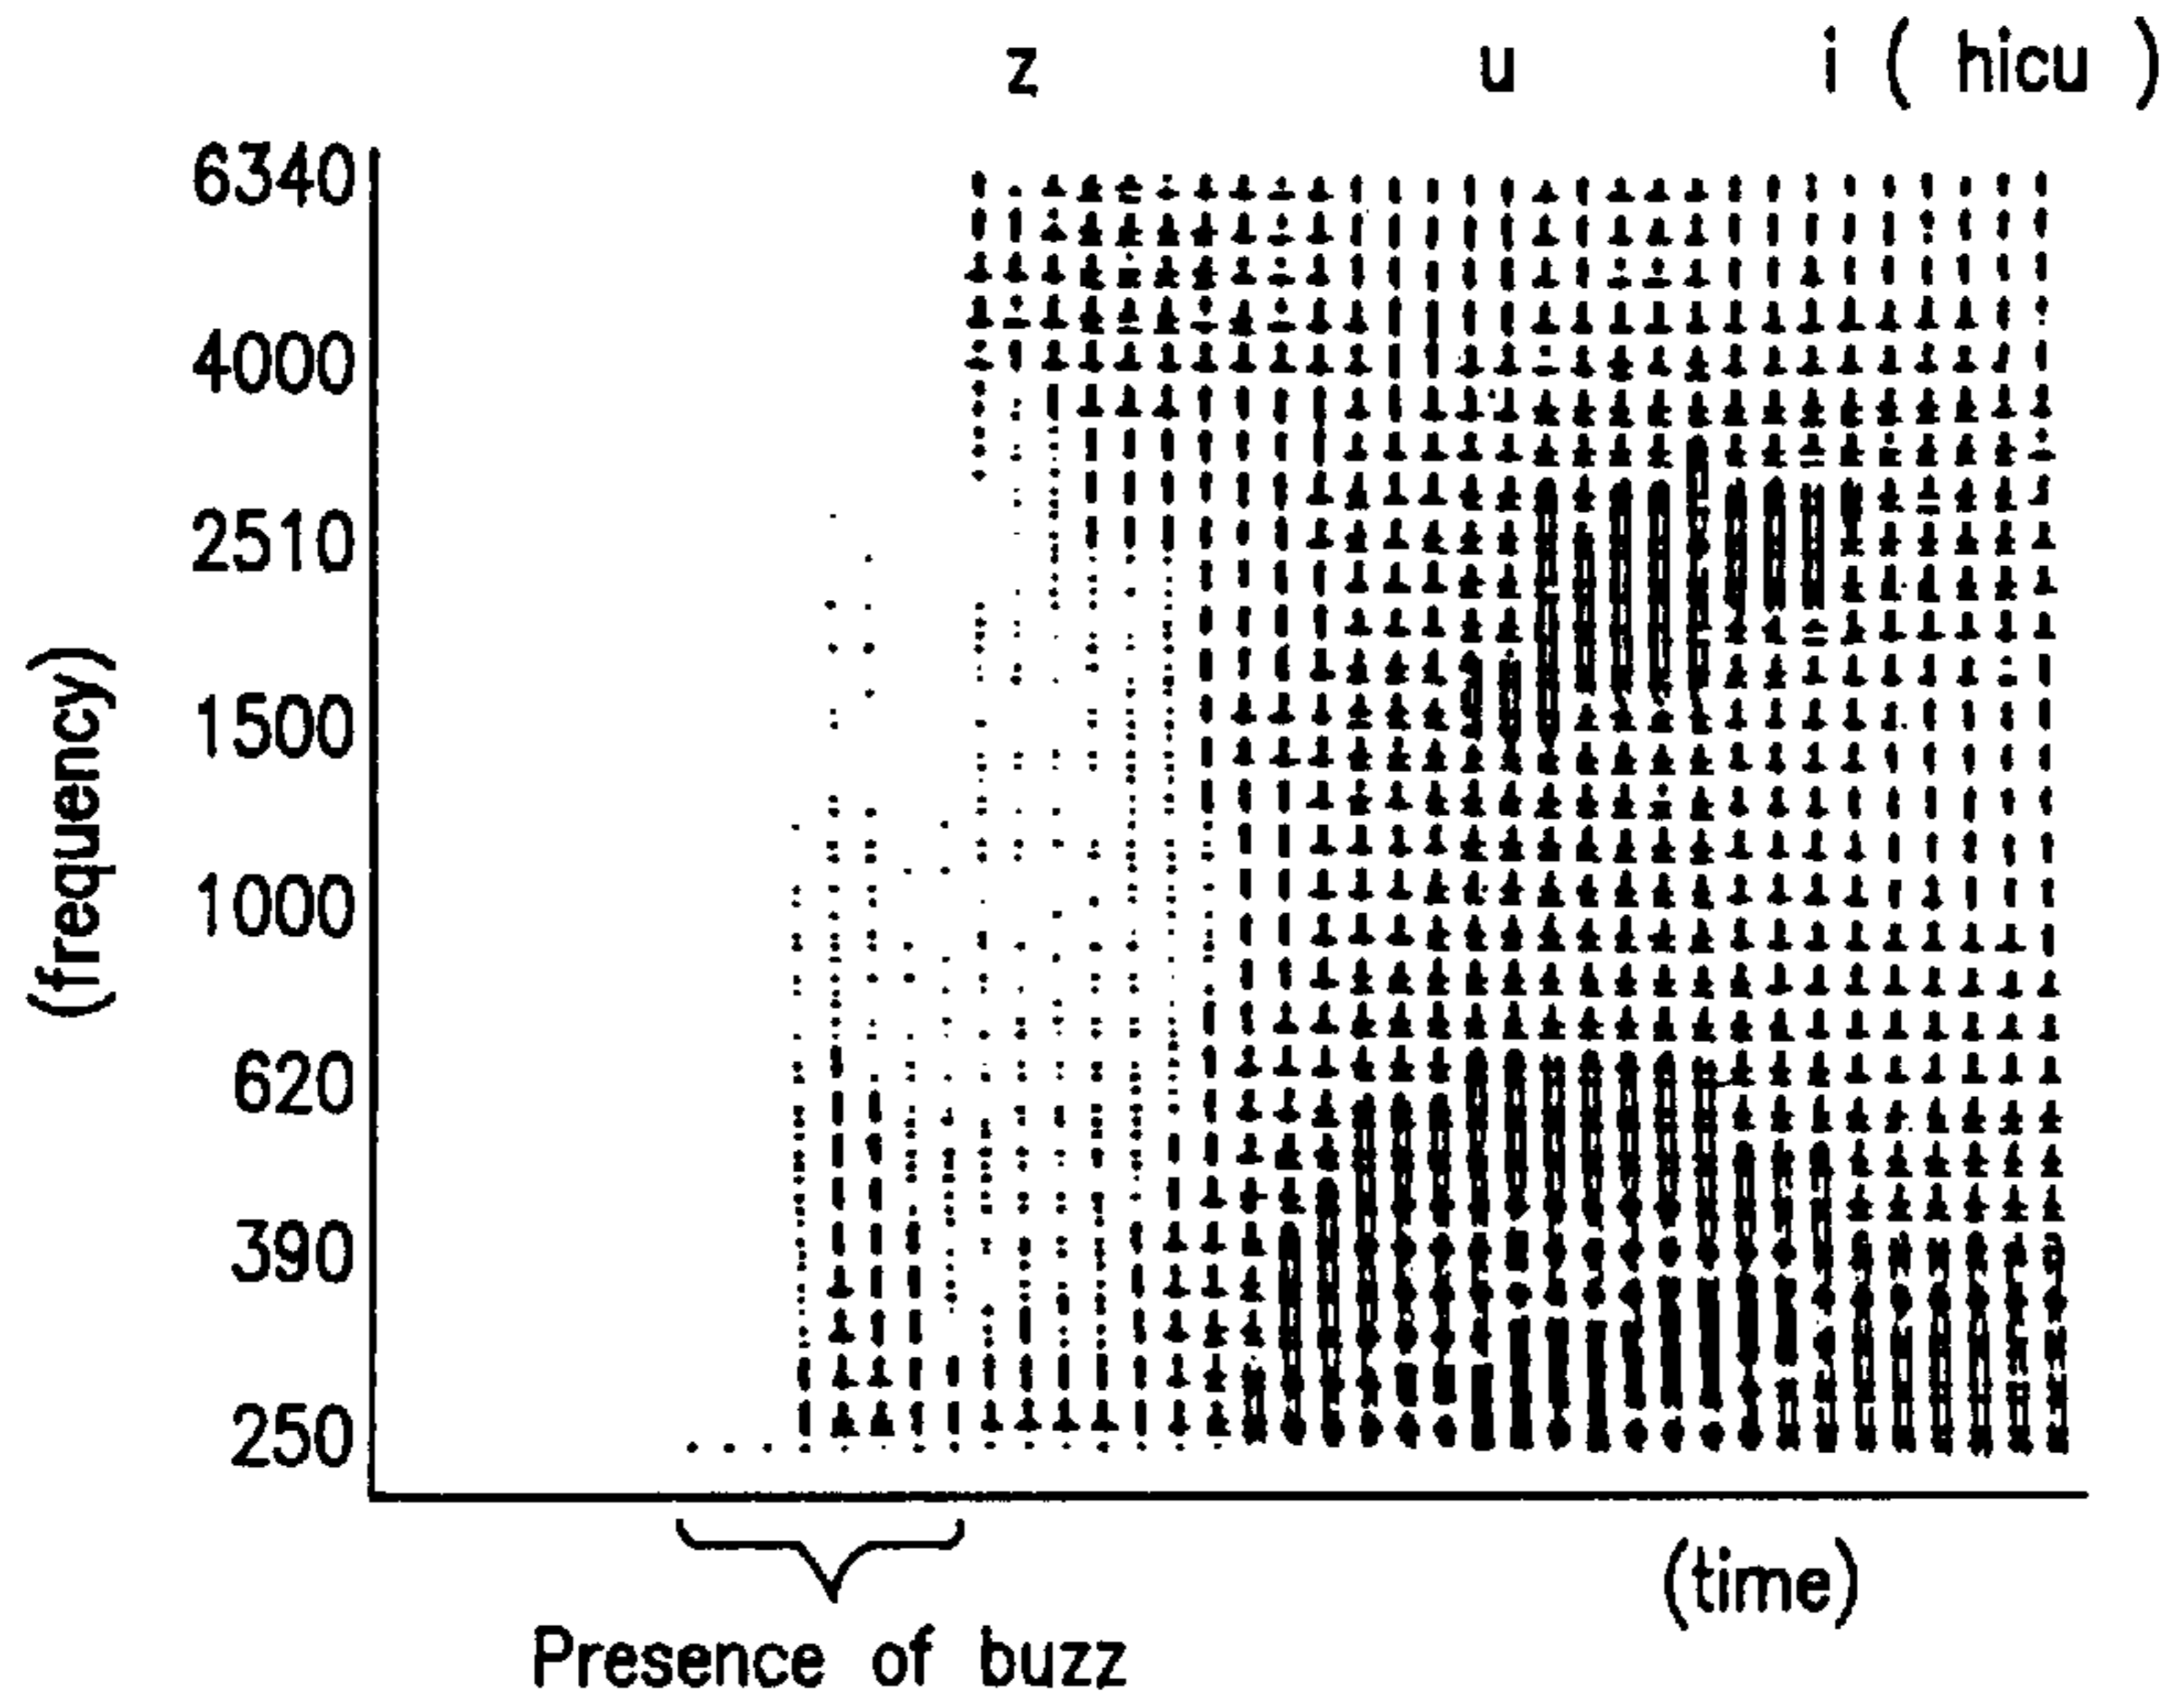 z u i ( hicu )
6340
4000
2510
1500
1000
620
390
250
(frequency)
(time)
Presence of buzz